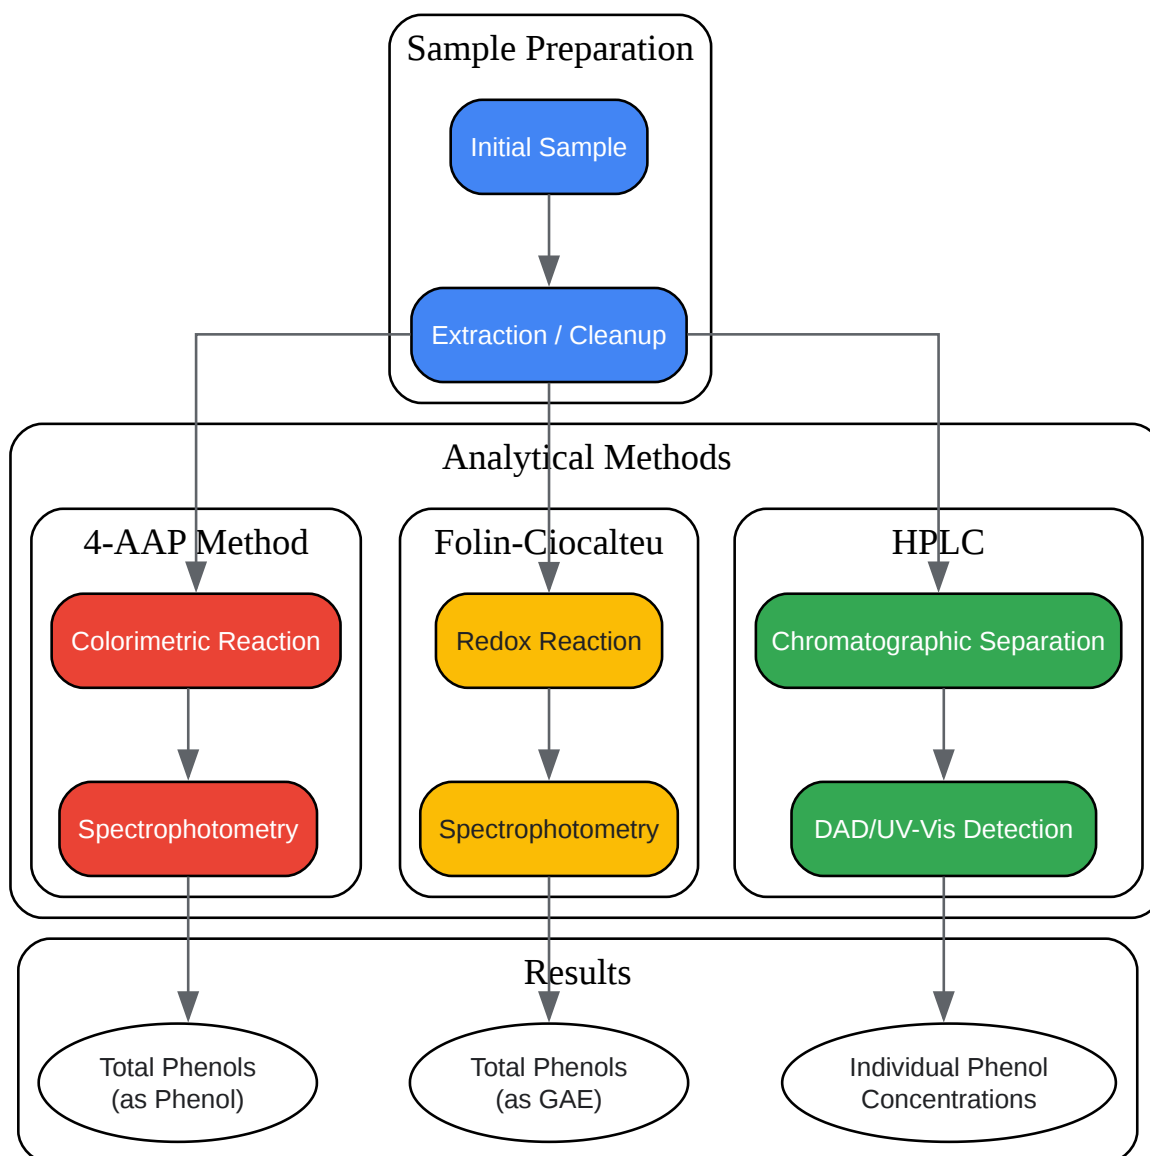 Sample Preparation
Initial Sample
Extraction / Cleanup
Analytical Methods
4-AAP Method
Folin-Ciocalteu
HPLC
Colorimetric Reaction
Redox Reaction
Chromatographic Separation
Spectrophotometry
Spectrophotometry
DAD/UV-Vis Detection
Results
Total Phenols
(as Phenol)
Total Phenols
(as GAE)
Individual Phenol
Concentrations